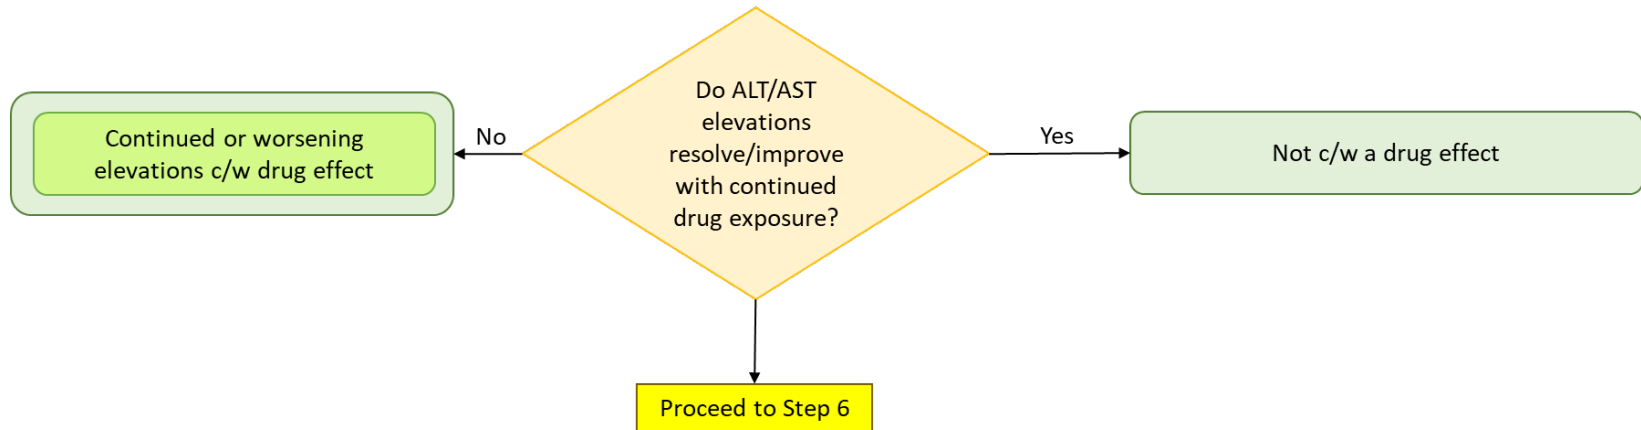 Do ALT/AST
elevations
resolve/improve
with continued
drug exposure?
No
Continued or worsening
elevations c/w drug effect
Yes
Not c/w a drug effect
Proceed to Step 6